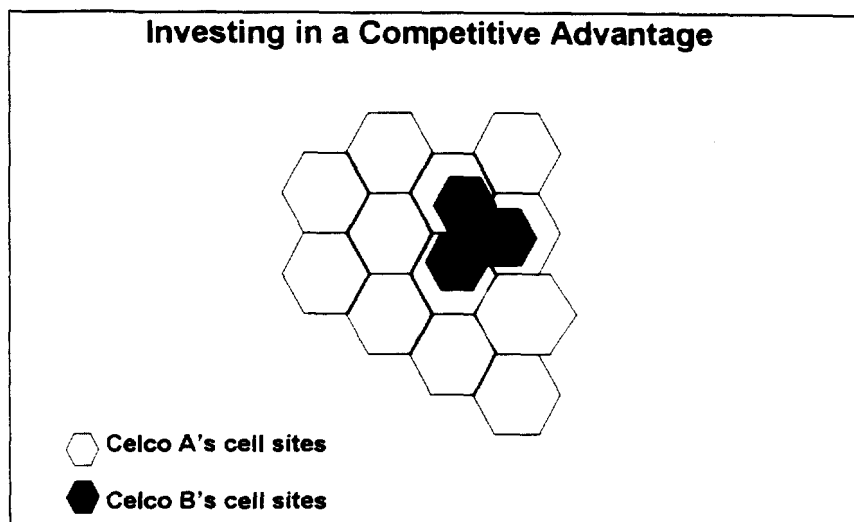 Investing in a Competitive Advantage
Celco A's cell sites
Celco B's cell sites